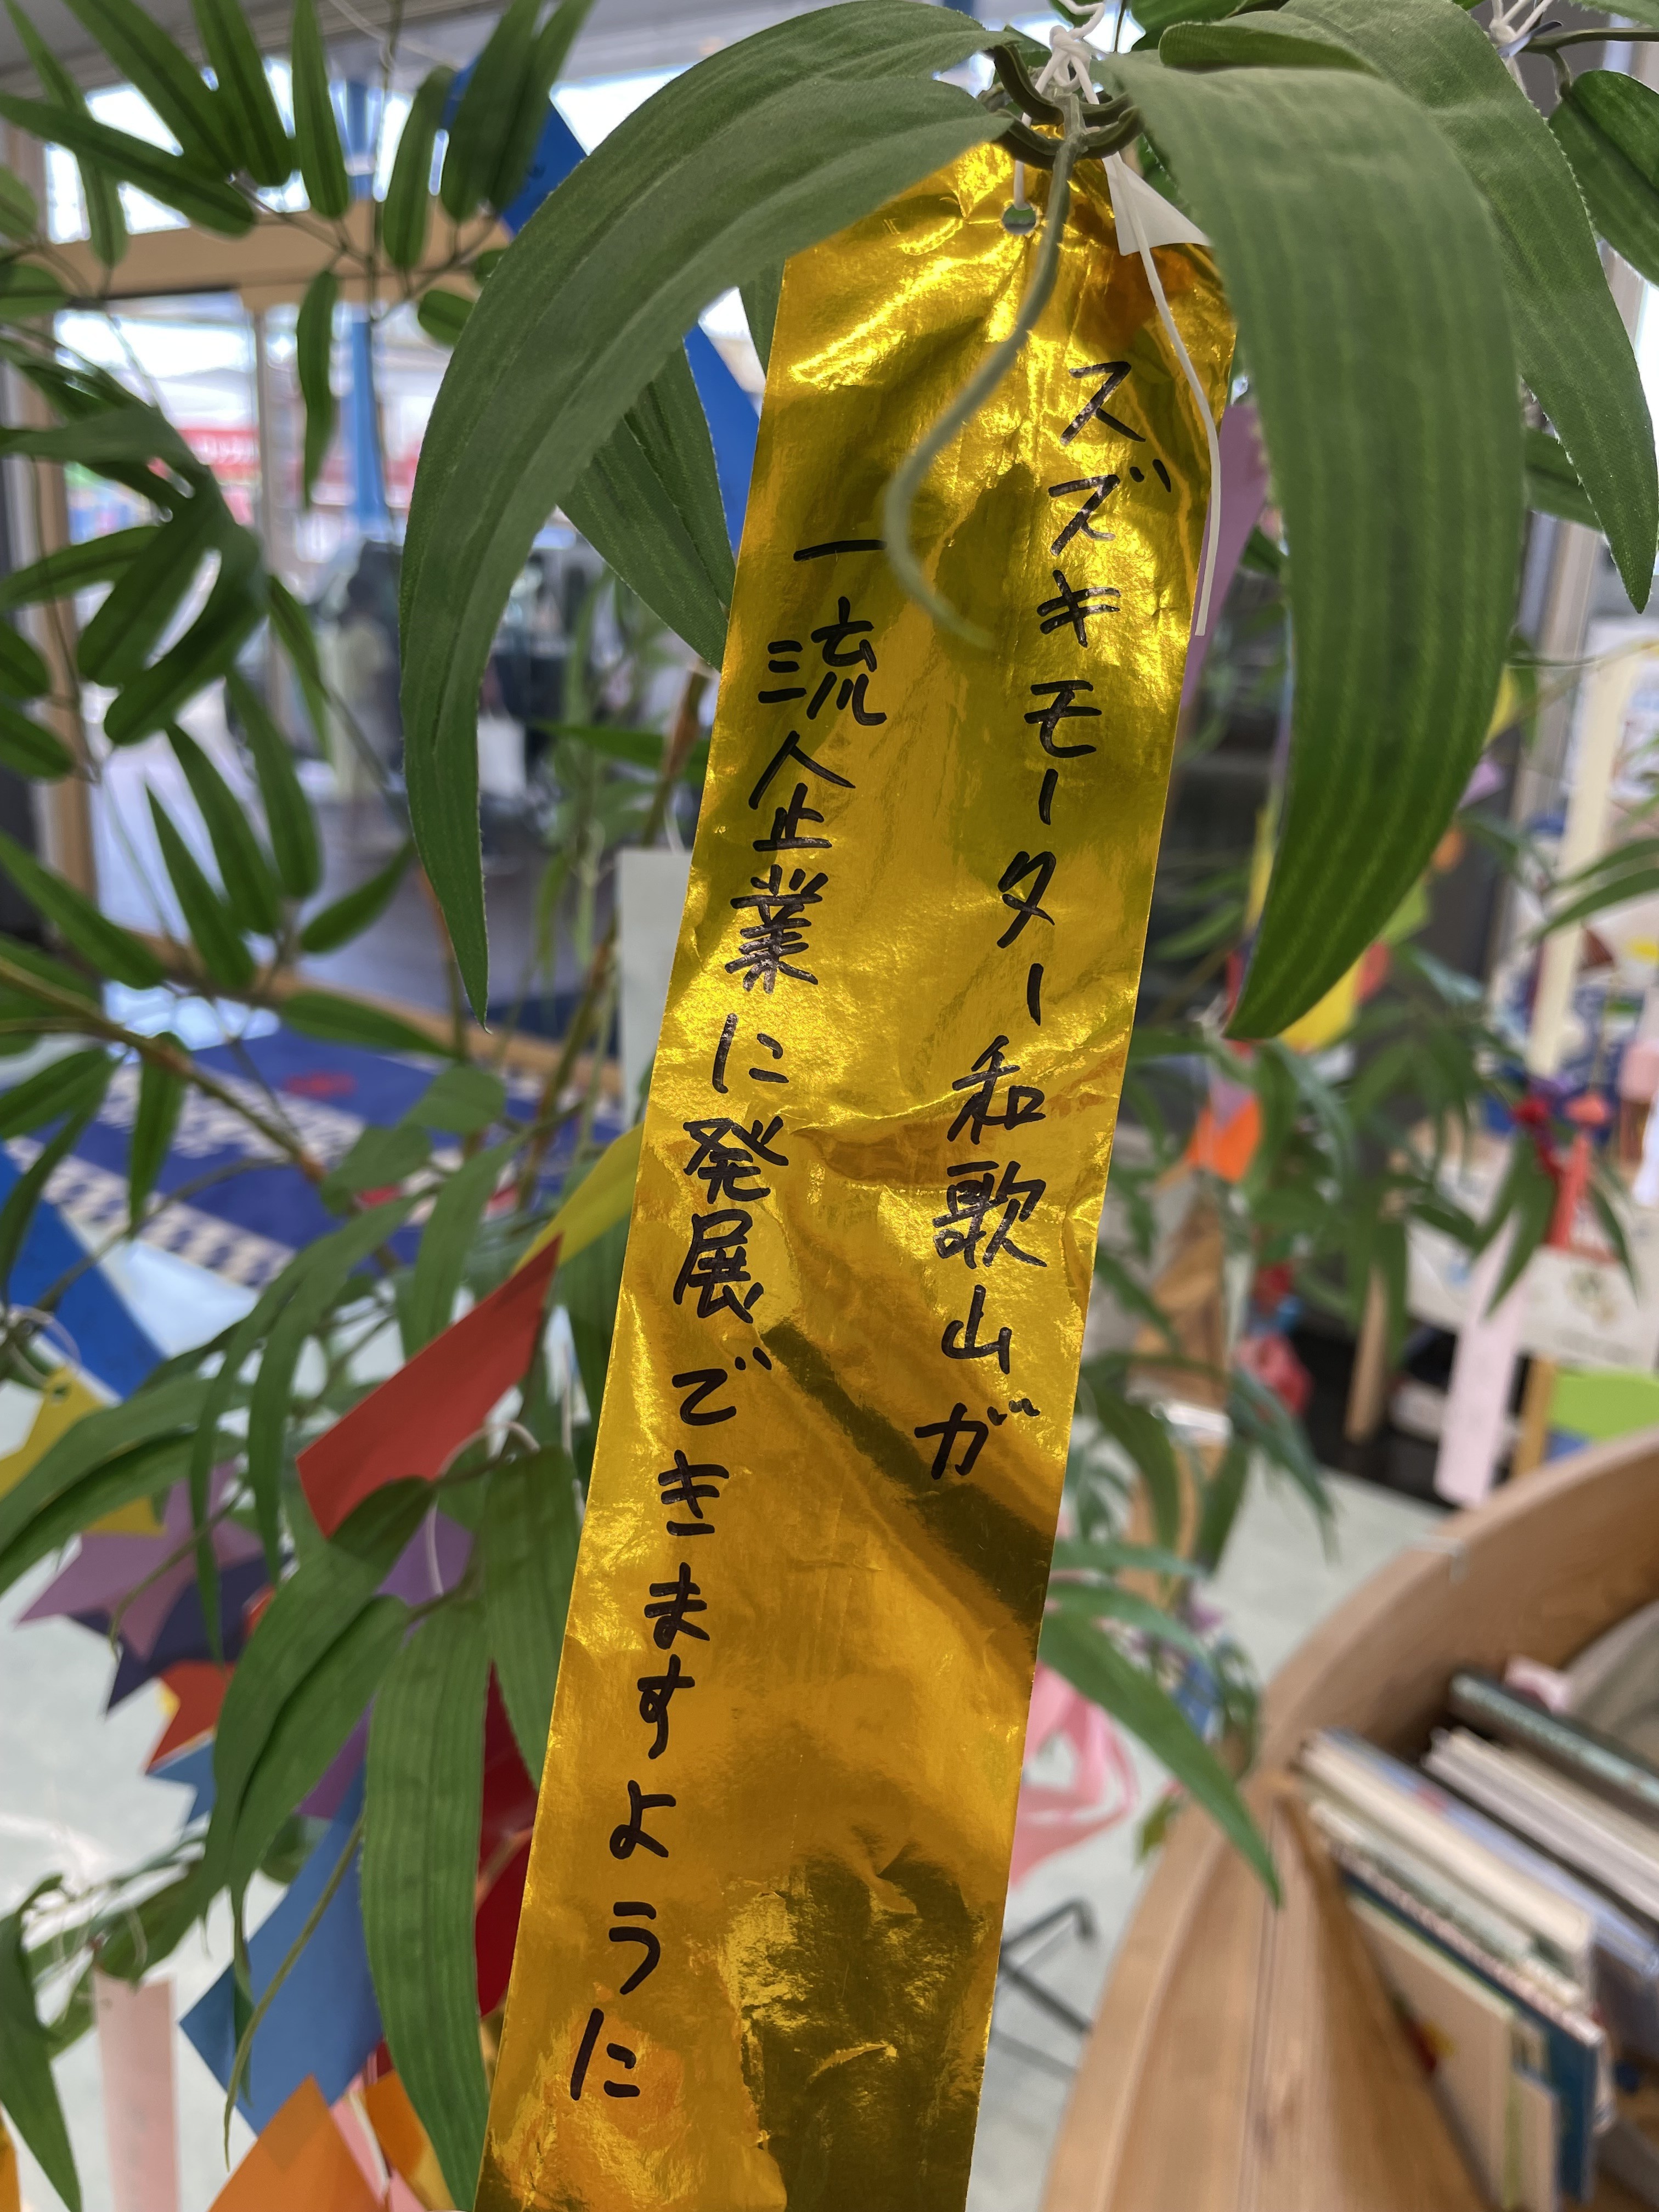 スズキモーター和歌山が
一流企業に発展できますように